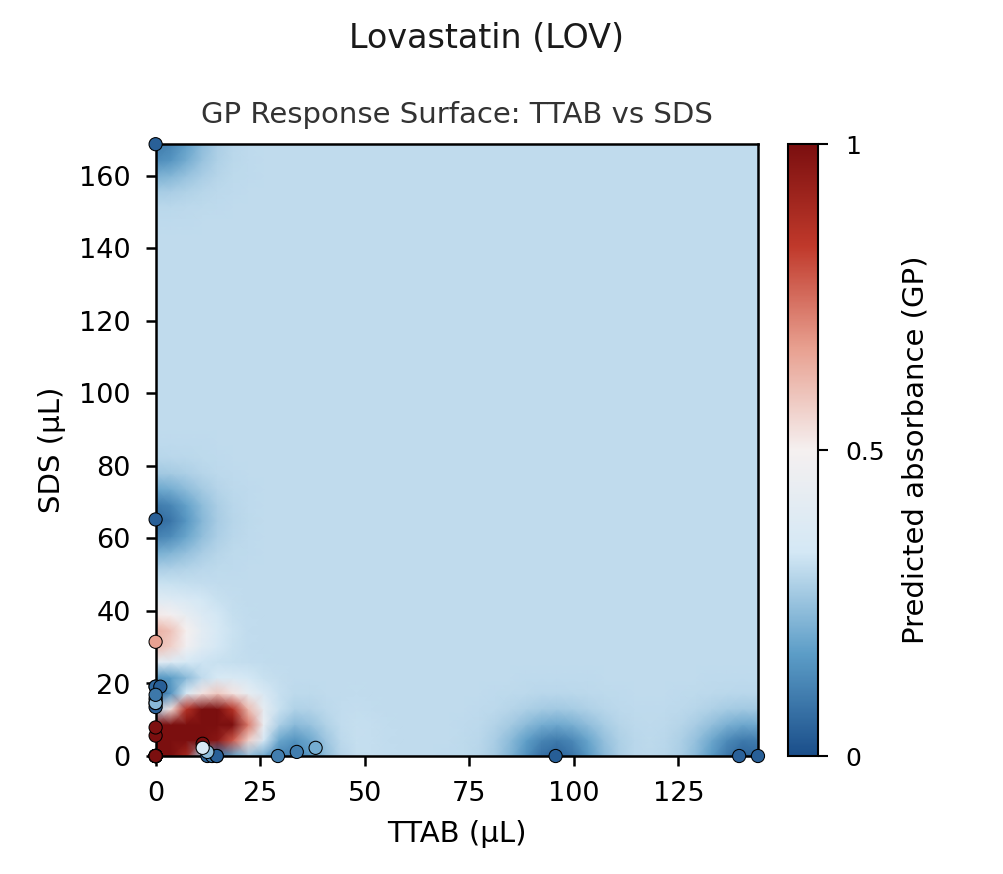 Lovastatin (LOV)
GP Response Surface: TTAB vs SDS
160
140
120
100
80
60
40
20
0
SDS (µL)
0 25 50 75 100 125
TTAB (µL)
1
0.5
0
Predicted absorbance (GP)